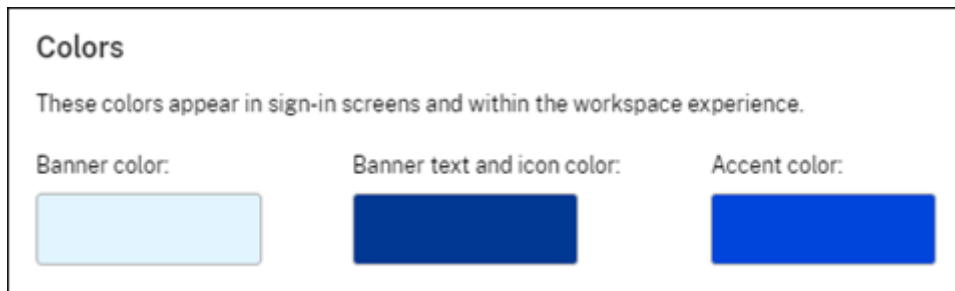 Colors
These colors appear in sign-in screens and within the workspace experience.
Banner color:
Banner text and icon color:
Accent color: